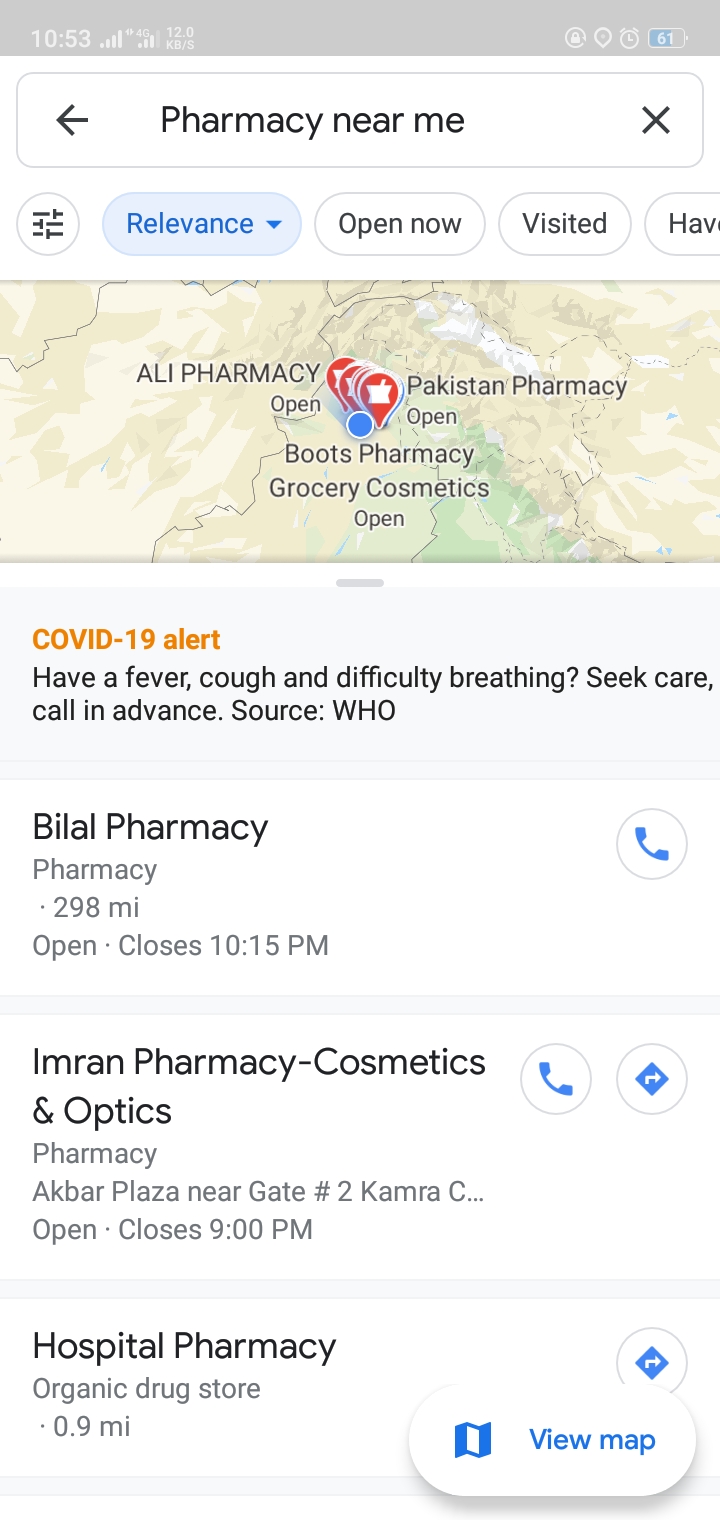 10:53 4G 12.0 KB/S 61
Pharmacy near me
Relevance Open now Visited Have
ALI PHARMACY
Open
Pakistan Pharmacy
Open
Boots Pharmacy
Grocery Cosmetics
Open
COVID-19 alert
Have a fever, cough and difficulty breathing? Seek care,
call in advance. Source: WHO
Bilal Pharmacy
Pharmacy
· 298 mi
Open · Closes 10:15 PM
Imran Pharmacy-Cosmetics
& Optics
Pharmacy
Akbar Plaza near Gate # 2 Kamra C...
Open · Closes 9:00 PM
Hospital Pharmacy
Organic drug store
· 0.9 mi
View map